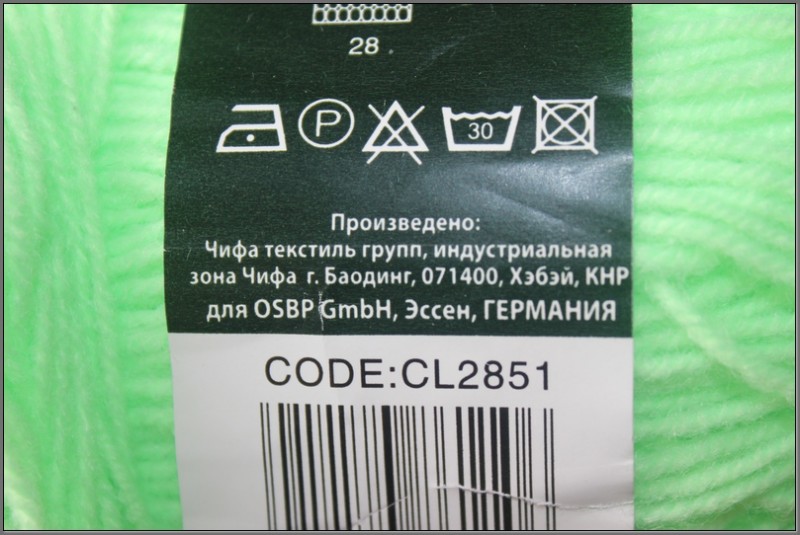 28
P
30
Произведено:
Чифа текстиль групп, индустриальная
зона Чифа г. Баодинг, 071400, Хэбэй, КНР
для OSBP GmbH, Эссен, ГЕРМАНИЯ
CODE:CL2851